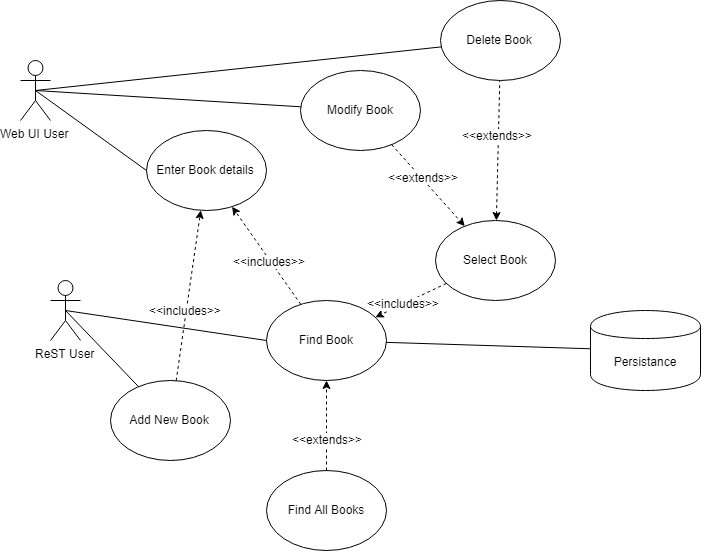 Delete Book
Modify Book
Web UI User
<<extends>>
Enter Book details
<<extends>>
Select Book
<<includes>>
<<includes>>
<<includes>>
Find Book
ReST User
Persistance
Add New Book
<<extends>>
Find All Books